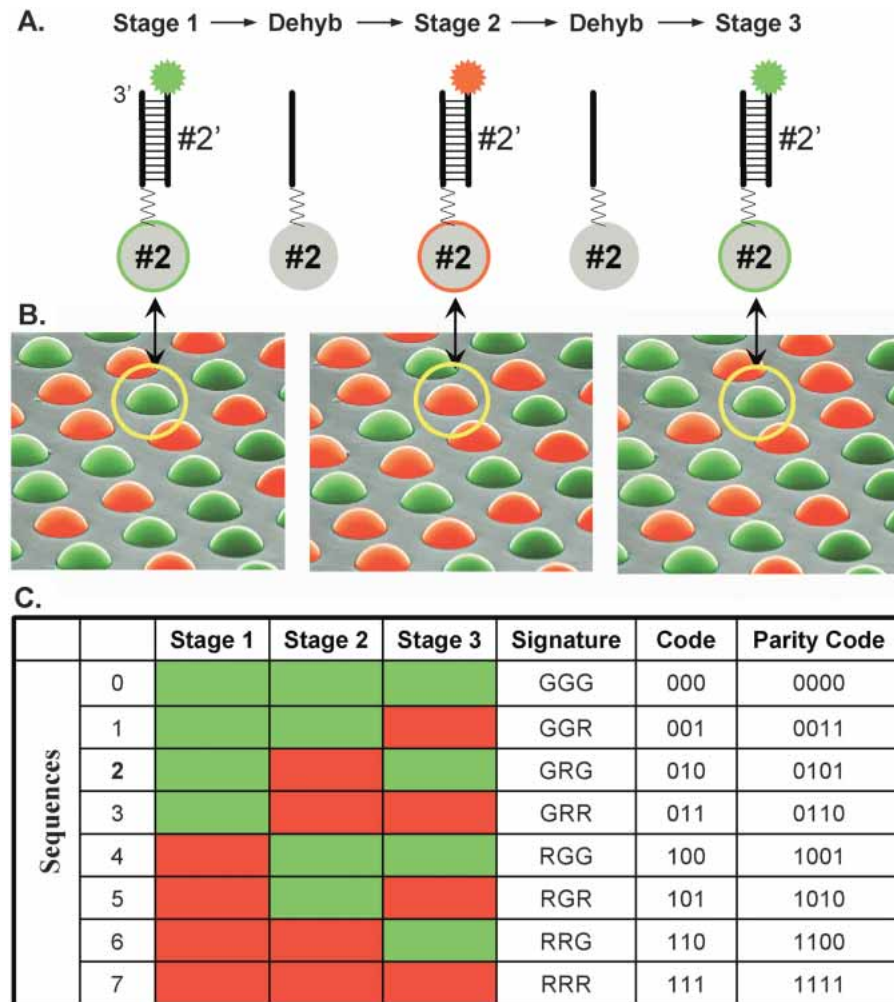 A. Stage 1 → Dehyb → Stage 2 → Dehyb → Stage 3
3’
#2’ #2’ #2’
#2 #2 #2 #2 #2
B.
C.
Stage 1 Stage 2 Stage 3 Signature Code Parity Code
Sequences
0 GGG 000 0000
1 GGR 001 0011
2 GRG 010 0101
3 GRR 011 0110
4 RGG 100 1001
5 RGR 101 1010
6 RRG 110 1100
7 RRR 111 1111